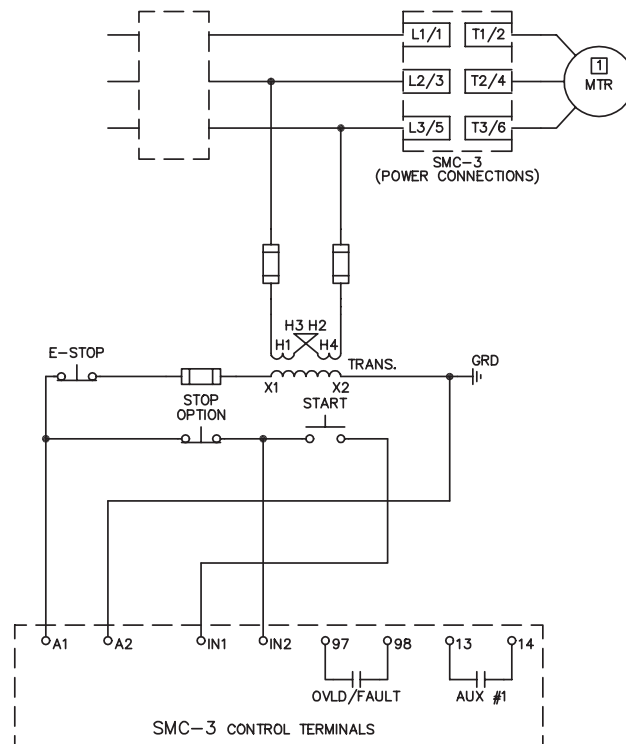 L1/1 T1/2
1
L2/3 T2/4 MTR
L3/5 T3/6
SMC-3
(POWER CONNECTIONS)
H3 H2
H1 H4
E-STOP
TRANS.
GRD
X1 X2
STOP
OPTION
START
A1 A2 IN1 IN2 97 98 13 14
OVLD/FAULT AUX #1
SMC-3 CONTROL TERMINALS